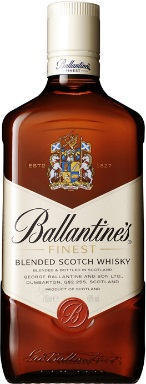 Ballantine's
ESTD 1827
Ballantine's
FINEST
BLENDED SCOTCH WHISKY
BLENDED & BOTTLED IN SCOTLAND
GEORGE BALLANTINE AND SON LTD.,
DUMBARTON, G82 2SS, SCOTLAND
PRODUCT OF SCOTLAND
B